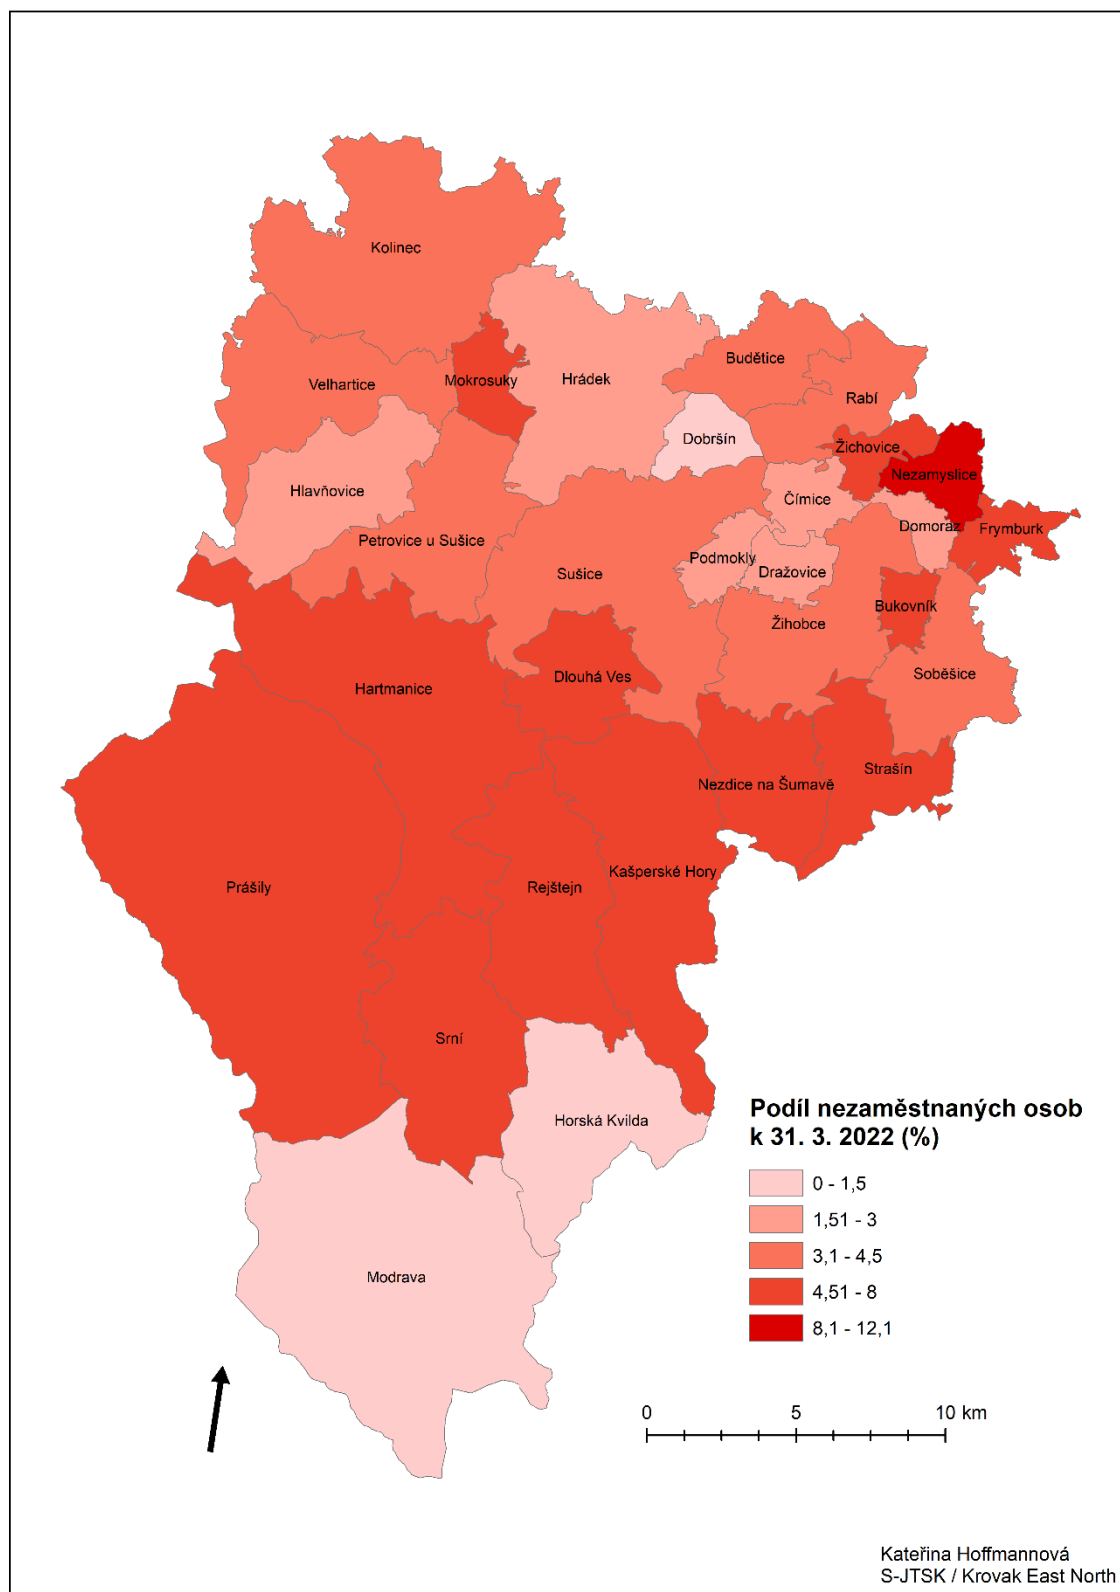 Kolinec
Velhartice
Mokrosuky
Hrádek
Budětice
Rabí
Dobršín
Žichovice
Nezamyslice
Hlavňovice
Čímice
Domoraz
Frymburk
Petrovice u Sušice
Podmokly
Dražovice
Sušice
Bukovník
Žihobce
Soběšice
Dlouhá Ves
Hartmanice
Strašín
Nezdice na Šumavě
Kašperské Hory
Prášily
Rejštejn
Srní
Horská Kvilda
Modrava
Podíl nezaměstnaných osob
k 31. 3. 2022 (%)
0 - 1,5
1,51 - 3
3,1 - 4,5
4,51 - 8
8,1 - 12,1
0 5 10 km
Kateřina Hoffmannová
S-JTSK / Krovak East North